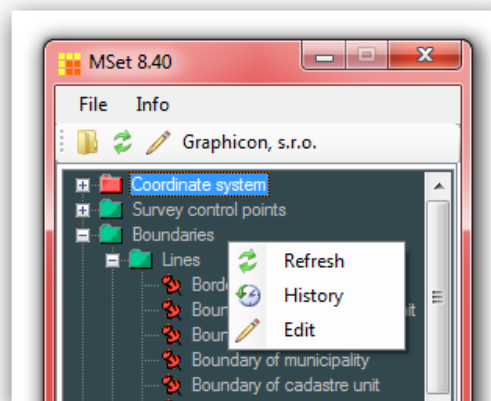 MSet 8.40
File Info
Graphicon, s.r.o.
Coordinate system
Survey control points
Boundaries
Lines
Refresh
History
Edit
Boundary of municipality
Boundary of cadastre unit